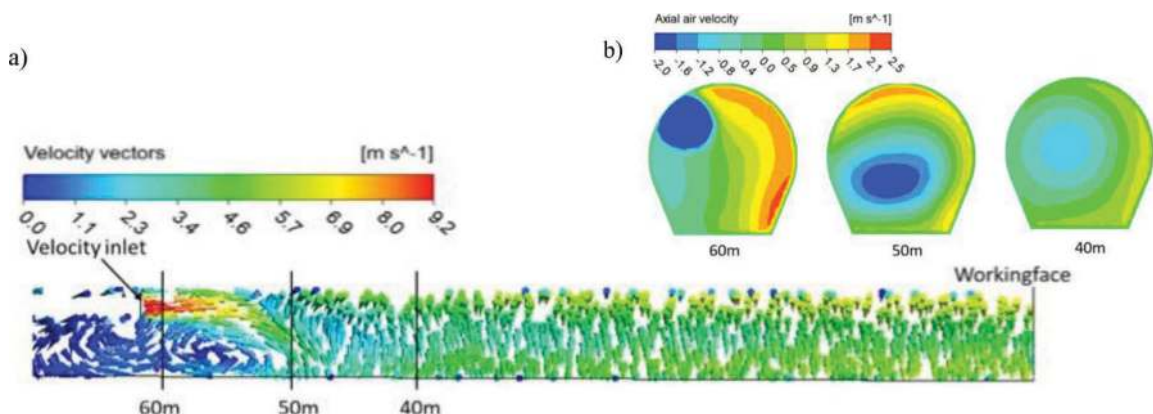 a)
Velocity vectors [m s^-1]
0.0 1.1 2.3 3.4 4.6 5.7 6.9 8.0 9.2
Velocity inlet
Workingface
60m 50m 40m
b)
Axial air velocity [m s^-1]
-2.0 -1.6 -1.2 -0.8 -0.4 0.0 0.5 0.9 1.3 1.7 2.1 2.5
60m 50m 40m